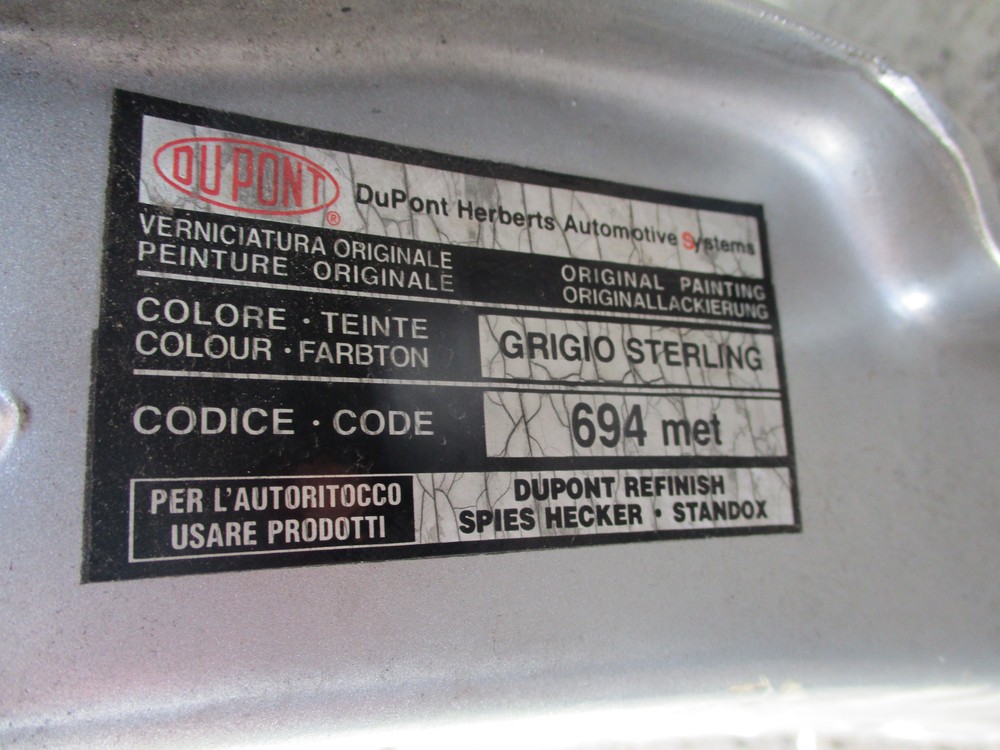 DUPONT ®
DuPont Herberts Automotive Systems
VERNICIATURA ORIGINALE
PEINTURE ORIGINALE
ORIGINAL PAINTING
ORIGINALLACKIERUNG
COLORE · TEINTE
COLOUR · FARBTON
GRIGIO STERLING
CODICE · CODE
694 met
PER L'AUTORITOCCO
USARE PRODOTTI
DUPONT REFINISH
SPIES HECKER · STANDOX